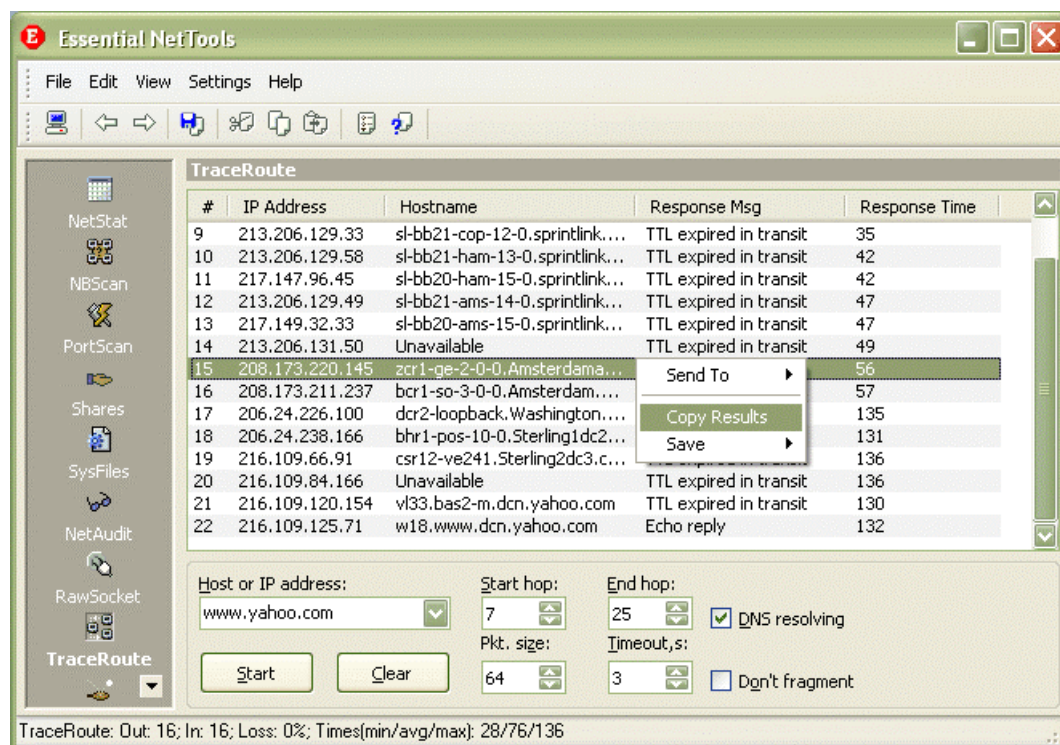 Essential NetTools
File Edit View Settings Help
TraceRoute
# IP Address Hostname Response Msg Response Time
9 213.206.129.33 sl-bb21-cop-12-0.sprintlink.... TTL expired in transit 35
10 213.206.129.58 sl-bb21-ham-13-0.sprintlink... TTL expired in transit 42
11 217.147.96.45 sl-bb20-ham-15-0.sprintlink... TTL expired in transit 42
12 213.206.129.49 sl-bb21-ams-14-0.sprintlink... TTL expired in transit 47
13 217.149.32.33 sl-bb20-ams-15-0.sprintlink... TTL expired in transit 47
14 213.206.131.50 Unavailable TTL expired in transit 49
15 208.173.220.145 zcr1-ge-2-0-0.Amsterdama... 56
16 208.173.211.237 bcr1-so-3-0-0.Amsterdam.... 57
17 206.24.226.100 dcr2-loopback.Washington.... 135
18 206.24.238.166 bhr1-pos-10-0.Sterling1dc2... 131
19 216.109.66.91 csr12-ve241.Sterling2dc3.c... 136
20 216.109.84.166 Unavailable TTL expired in transit 136
21 216.109.120.154 vl33.bas2-m.dcn.yahoo.com TTL expired in transit 130
22 216.109.125.71 w18.www.dcn.yahoo.com Echo reply 132
Send To
Copy Results
Save
NetStat
NBScan
PortScan
Shares
SysFiles
NetAudit
RawSocket
TraceRoute
Host or IP address: Start hop: End hop:
www.yahoo.com 7 25 DNS resolving
Pkt. size: Timeout,s:
Start Clear 64 3 Don't fragment
TraceRoute: Out: 16; In: 16; Loss: 0%; Times(min/avg/max): 28/76/136